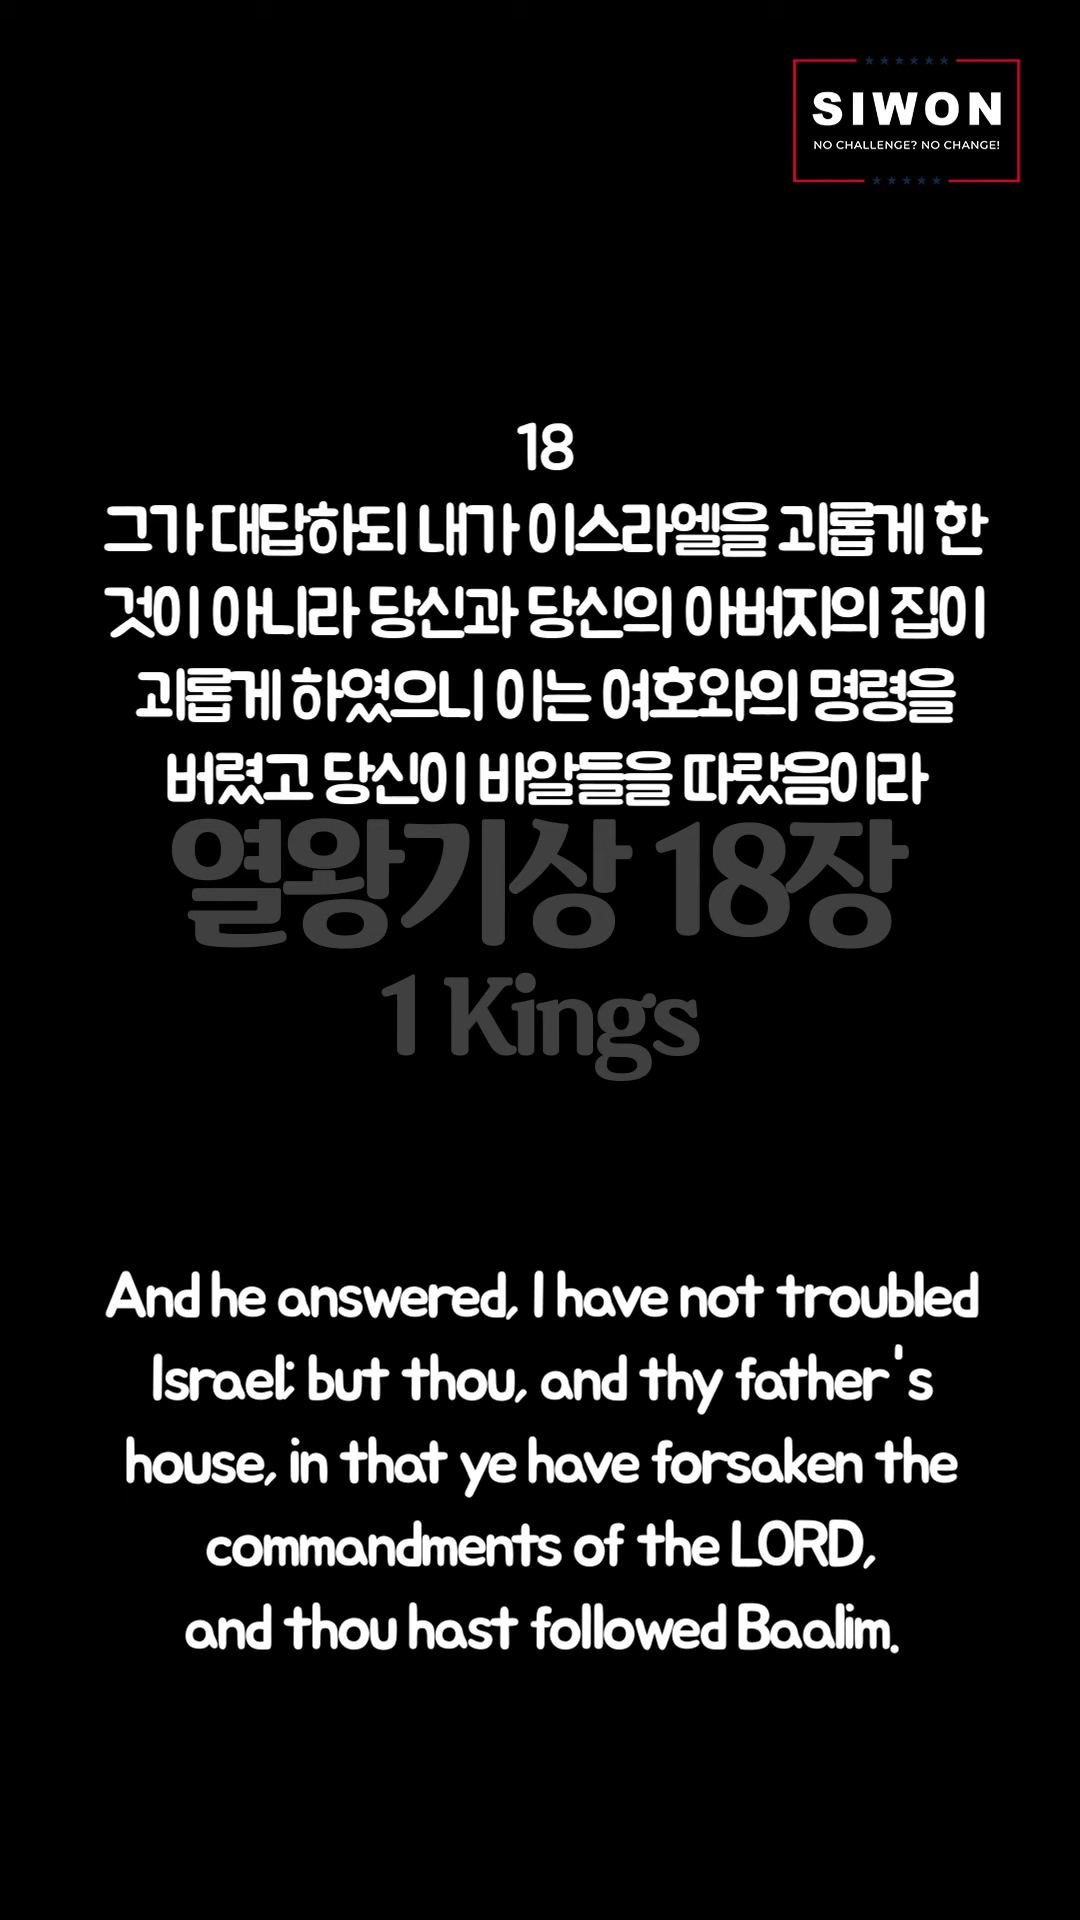 SIWON
NO CHALLENGE? NO CHANGE!
18
그가 대답하되 내가 이스라엘을 괴롭게 한
것이 아니라 당신과 당신의 아버지의 집이
괴롭게 하였으니 이는 여호와의 명령을
버렸고 당신이 바알들을 따랐음이라
열왕기상 18장
1 Kings
And he answered, I have not troubled
Israel; but thou, and thy father's
house, in that ye have forsaken the
commandments of the LORD,
and thou hast followed Baalim.